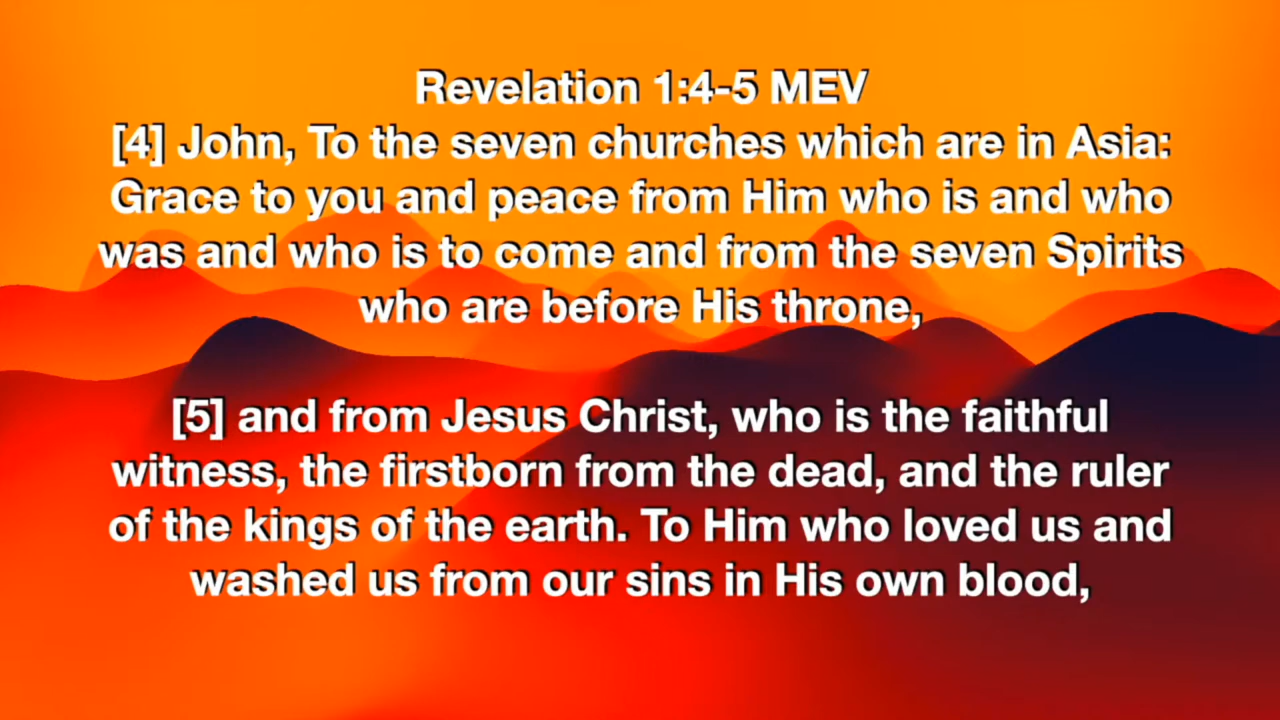 Revelation 1:4-5 MEV
[4] John, To the seven churches which are in Asia:
Grace to you and peace from Him who is and who
was and who is to come and from the seven Spirits
who are before His throne,
[5] and from Jesus Christ, who is the faithful
witness, the firstborn from the dead, and the ruler
of the kings of the earth. To Him who loved us and
washed us from our sins in His own blood,